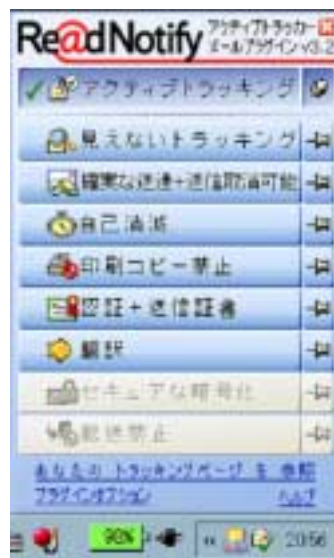 ReadNotify アクティブトラッカー
メールプラグイン v3.2
アクティブトラッキング
見えないトラッキング
確実な送達+送信取消可能
自己消滅
印刷コピー禁止
認証+送信証書
翻訳
セキュアな暗号化
転送禁止
あなたの トラッキングページ を 参照
プラグインオプション ヘルプ
98% « 20:56